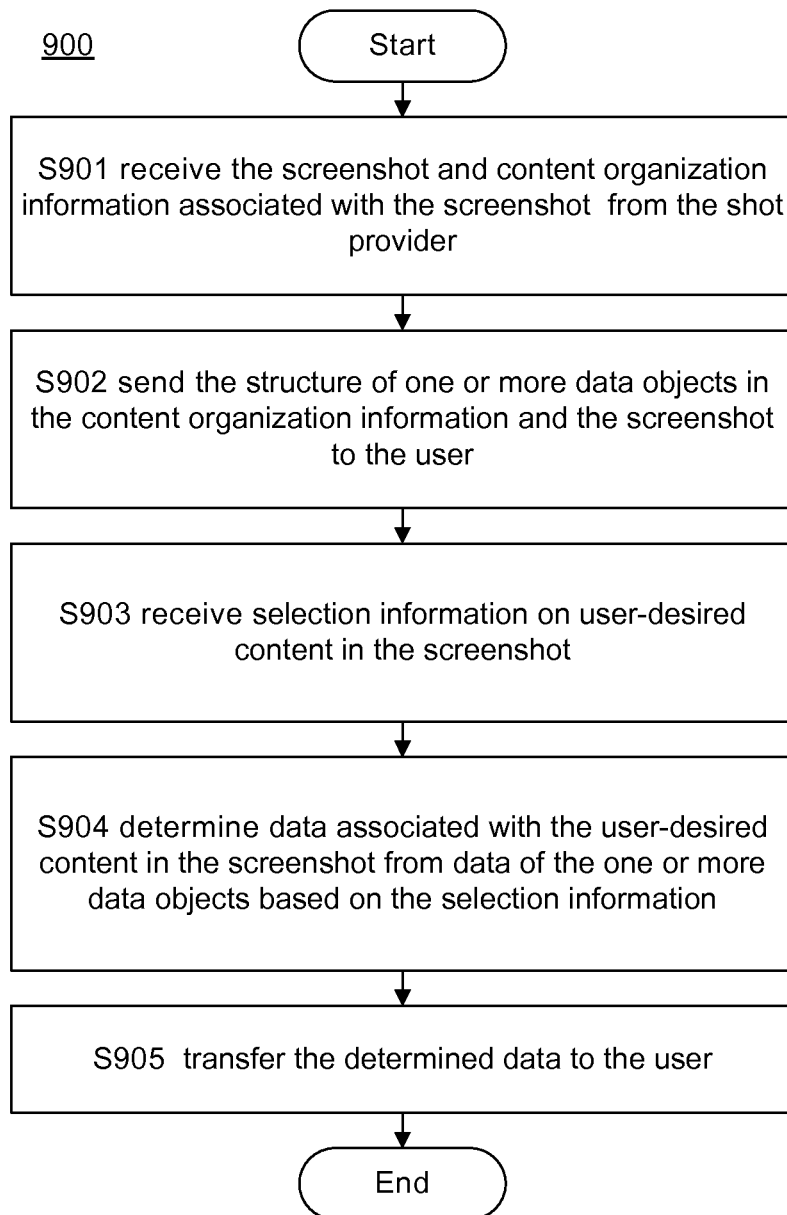 900
Start
S901 receive the screenshot and content organization
information associated with the screenshot from the shot
provider
S902 send the structure of one or more data objects in
the content organization information and the screenshot
to the user
S903 receive selection information on user-desired
content in the screenshot
S904 determine data associated with the user-desired
content in the screenshot from data of the one or more
data objects based on the selection information
S905 transfer the determined data to the user
End